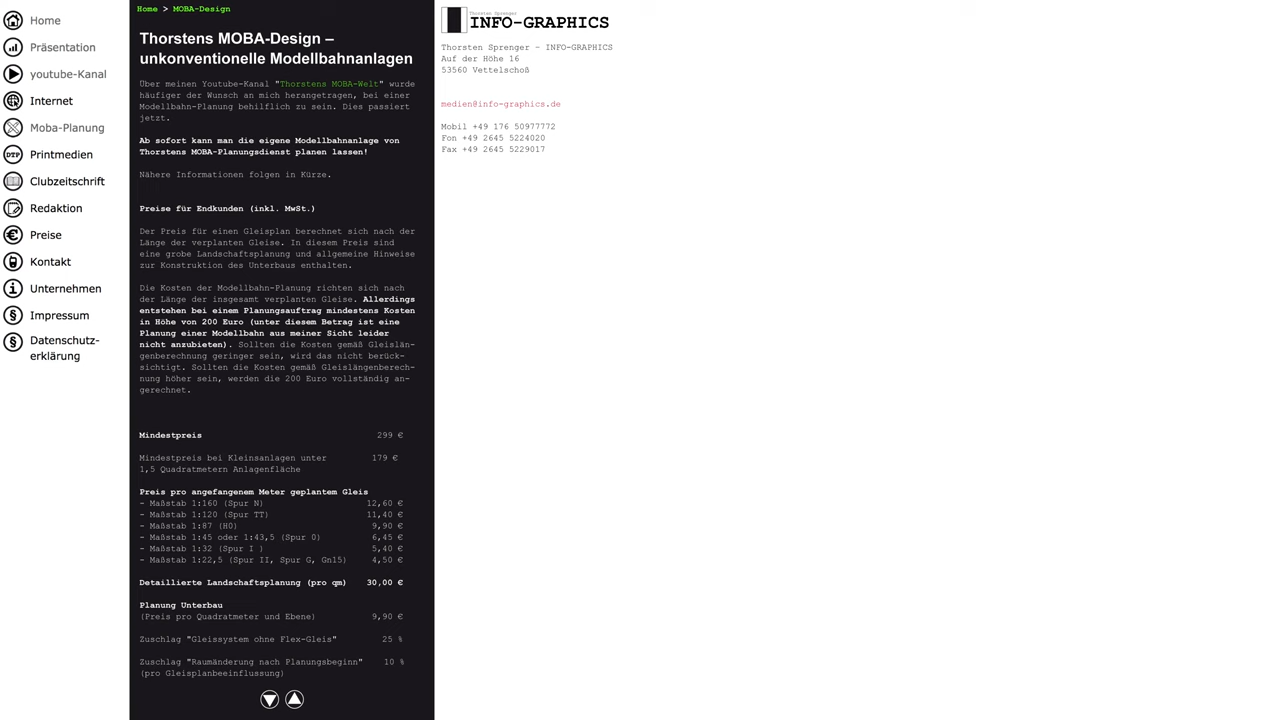 Home
Präsentation
youtube-Kanal
Internet
Moba-Planung
DTP
Printmedien
Clubzeitschrift
Redaktion
€
Preise
Kontakt
i
Unternehmen
§
Impressum
§
Datenschutz-
erklärung
Home > MOBA-Design
Thorstens MOBA-Design –
unkonventionelle Modellbahnanlagen
Über meinen Youtube-Kanal "Thorstens MOBA-Welt" wurde
häufiger der Wunsch an mich herangetragen, bei einer
Modellbahn-Planung behilflich zu sein. Dies passiert
jetzt.
Ab sofort kann man die eigene Modellbahnanlage von
Thorstens MOBA-Planungsdienst planen lassen!
Nähere Informationen folgen in Kürze.
Preise für Endkunden (inkl. MwSt.)
Der Preis für einen Gleisplan berechnet sich nach der
Länge der verplanten Gleise. In diesem Preis sind
eine grobe Landschaftsplanung und allgemeine Hinweise
zur Konstruktion des Unterbaus enthalten.
Die Kosten der Modellbahn-Planung richten sich nach
der Länge der insgesamt verplanten Gleise. Allerdings
entstehen bei einem Planungsauftrag mindestens Kosten
in Höhe von 200 Euro (unter diesem Betrag ist eine
Planung einer Modellbahn aus meiner Sicht leider
nicht anzubieten). Sollten die Kosten gemäß Gleislän-
genberechnung geringer sein, wird das nicht berück-
sichtigt. Sollten die Kosten gemäß Gleislängenberech-
nung höher sein, werden die 200 Euro vollständig an-
gerechnet.
Mindestpreis 299 €
Mindestpreis bei Kleinsanlagen unter 179 €
1,5 Quadratmetern Anlagenfläche
Preis pro angefangenem Meter geplantem Gleis
- Maßstab 1:160 (Spur N) 12,60 €
- Maßstab 1:120 (Spur TT) 11,40 €
- Maßstab 1:87 (H0) 9,90 €
- Maßstab 1:45 oder 1:43,5 (Spur 0) 6,45 €
- Maßstab 1:32 (Spur I ) 5,40 €
- Maßstab 1:22,5 (Spur II, Spur G, Gn15) 4,50 €
Detaillierte Landschaftsplanung (pro qm) 30,00 €
Planung Unterbau
(Preis pro Quadratmeter und Ebene) 9,90 €
Zuschlag "Gleissystem ohne Flex-Gleis" 25 %
Zuschlag "Raumänderung nach Planungsbeginn" 10 %
(pro Gleisplanbeeinflussung)
Thorsten Sprenger
INFO-GRAPHICS
Thorsten Sprenger - INFO-GRAPHICS
Auf der Höhe 16
53560 Vettelschoß
medien@info-graphics.de
Mobil +49 176 50977772
Fon +49 2645 5224020
Fax +49 2645 5229017